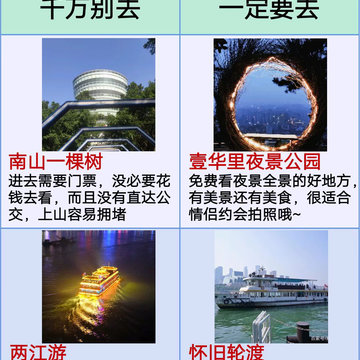 千万别去
一定要去
南山一棵树
进去需要门票，没必要花
钱去看，而且没有直达公
交，上山容易拥堵
壹华里夜景公园
免费看夜景全景的好地方，
有美景还有美食，很适合
情侣约会拍照哦~
两江游
怀旧轮渡